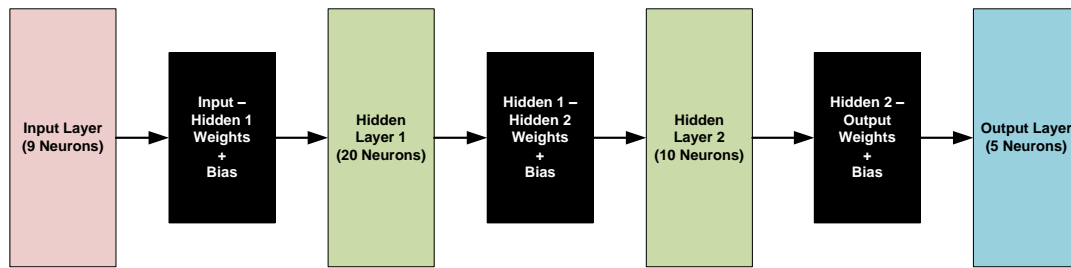 Input Layer
(9 Neurons)
Input –
Hidden 1
Weights
+
Bias
Hidden
Layer 1
(20 Neurons)
Hidden 1 –
Hidden 2
Weights
+
Bias
Hidden
Layer 2
(10 Neurons)
Hidden 2 –
Output
Weights
+
Bias
Output Layer
(5 Neurons)